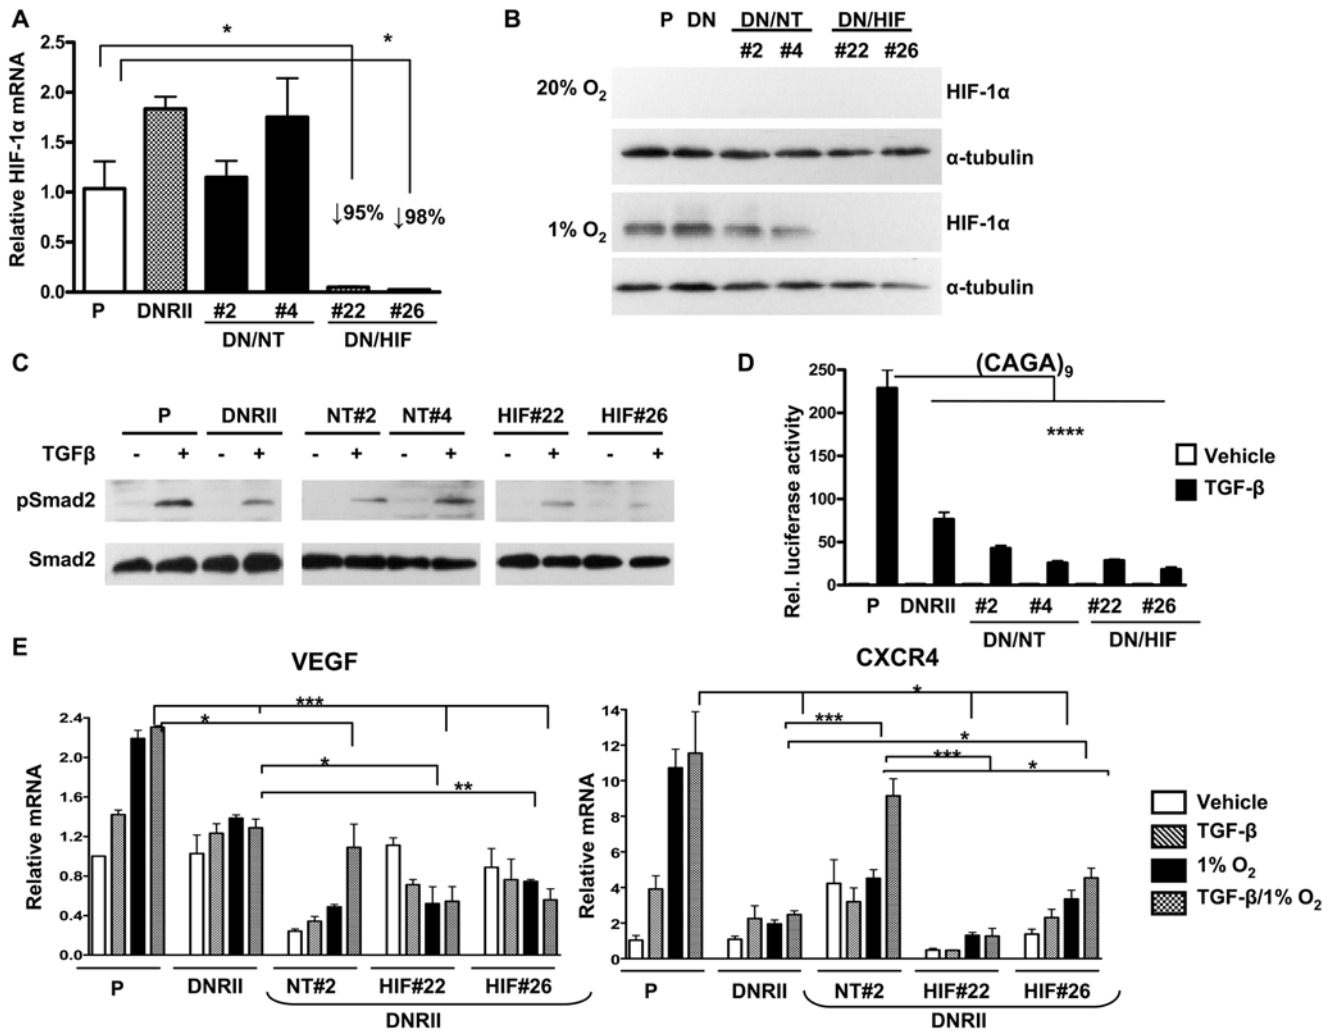 A
Relative HIF-1α mRNA
2.5
2.0
1.5
1.0
0.5
0.0
*
*
↓95%
↓98%
P DNRII #2 #4 #22 #26
DN/NT DN/HIF
B
P DN DN/NT DN/HIF
#2 #4 #22 #26
20% O2 HIF-1α
α-tubulin
1% O2 HIF-1α
α-tubulin
C
P DNRII NT#2 NT#4 HIF#22 HIF#26
TGFβ - + - + - + - + - + - +
pSmad2
Smad2
D
(CAGA)9
Rel. luciferase activity
250
200
150
100
50
0
****
Vehicle
TGF-β
P DNRII #2 #4 #22 #26
DN/NT DN/HIF
E
VEGF
Relative mRNA
2.4
2.0
1.6
1.2
0.8
0.4
0.0
***
*
*
**
P DNRII NT#2 HIF#22 HIF#26
DNRII
CXCR4
Relative mRNA
14
12
10
8
6
4
2
0
*
***
*
***
*
P DNRII NT#2 HIF#22 HIF#26
DNRII
Vehicle
TGF-β
1% O2
TGF-β/1% O2